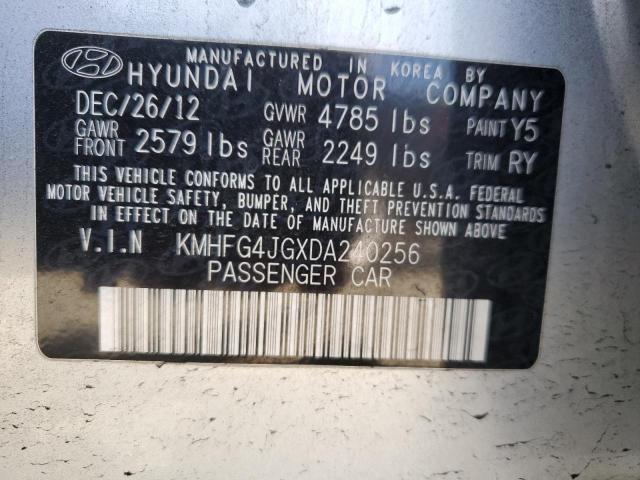 MANUFACTURED IN KOREA BY
HYUNDAI MOTOR COMPANY
DEC/26/12 GVWR 4785 lbs PAINT Y5
GAWR FRONT 2579 lbs GAWR REAR 2249 lbs TRIM RY
THIS VEHICLE CONFORMS TO ALL APPLICABLE U.S.A. FEDERAL
MOTOR VEHICLE SAFETY, BUMPER, AND THEFT PREVENTION STANDARDS
IN EFFECT ON THE DATE OF MANUFACTURE SHOWN ABOVE
V.I.N KMHFG4JGXDA240256
PASSENGER CAR